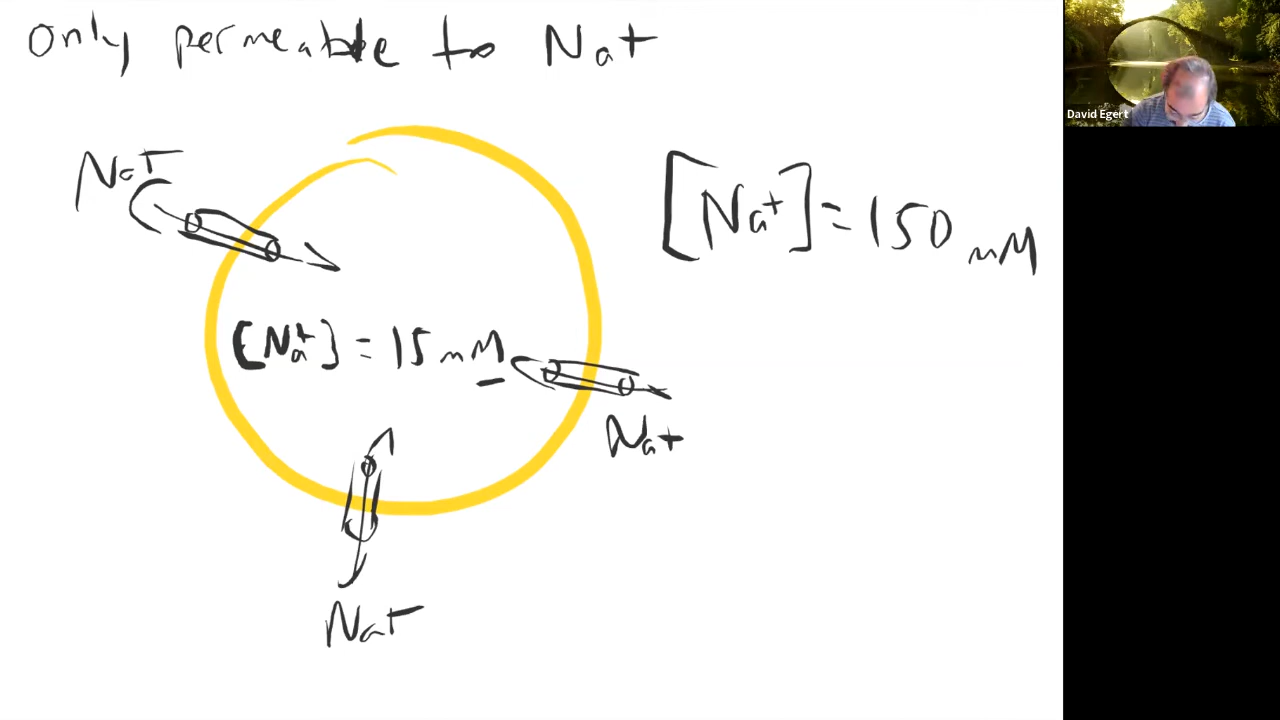 Only permeable to Na+
David Egert
Na+
[Na+] = 150 mM
[Na+] = 15 mM
Na+
Na+